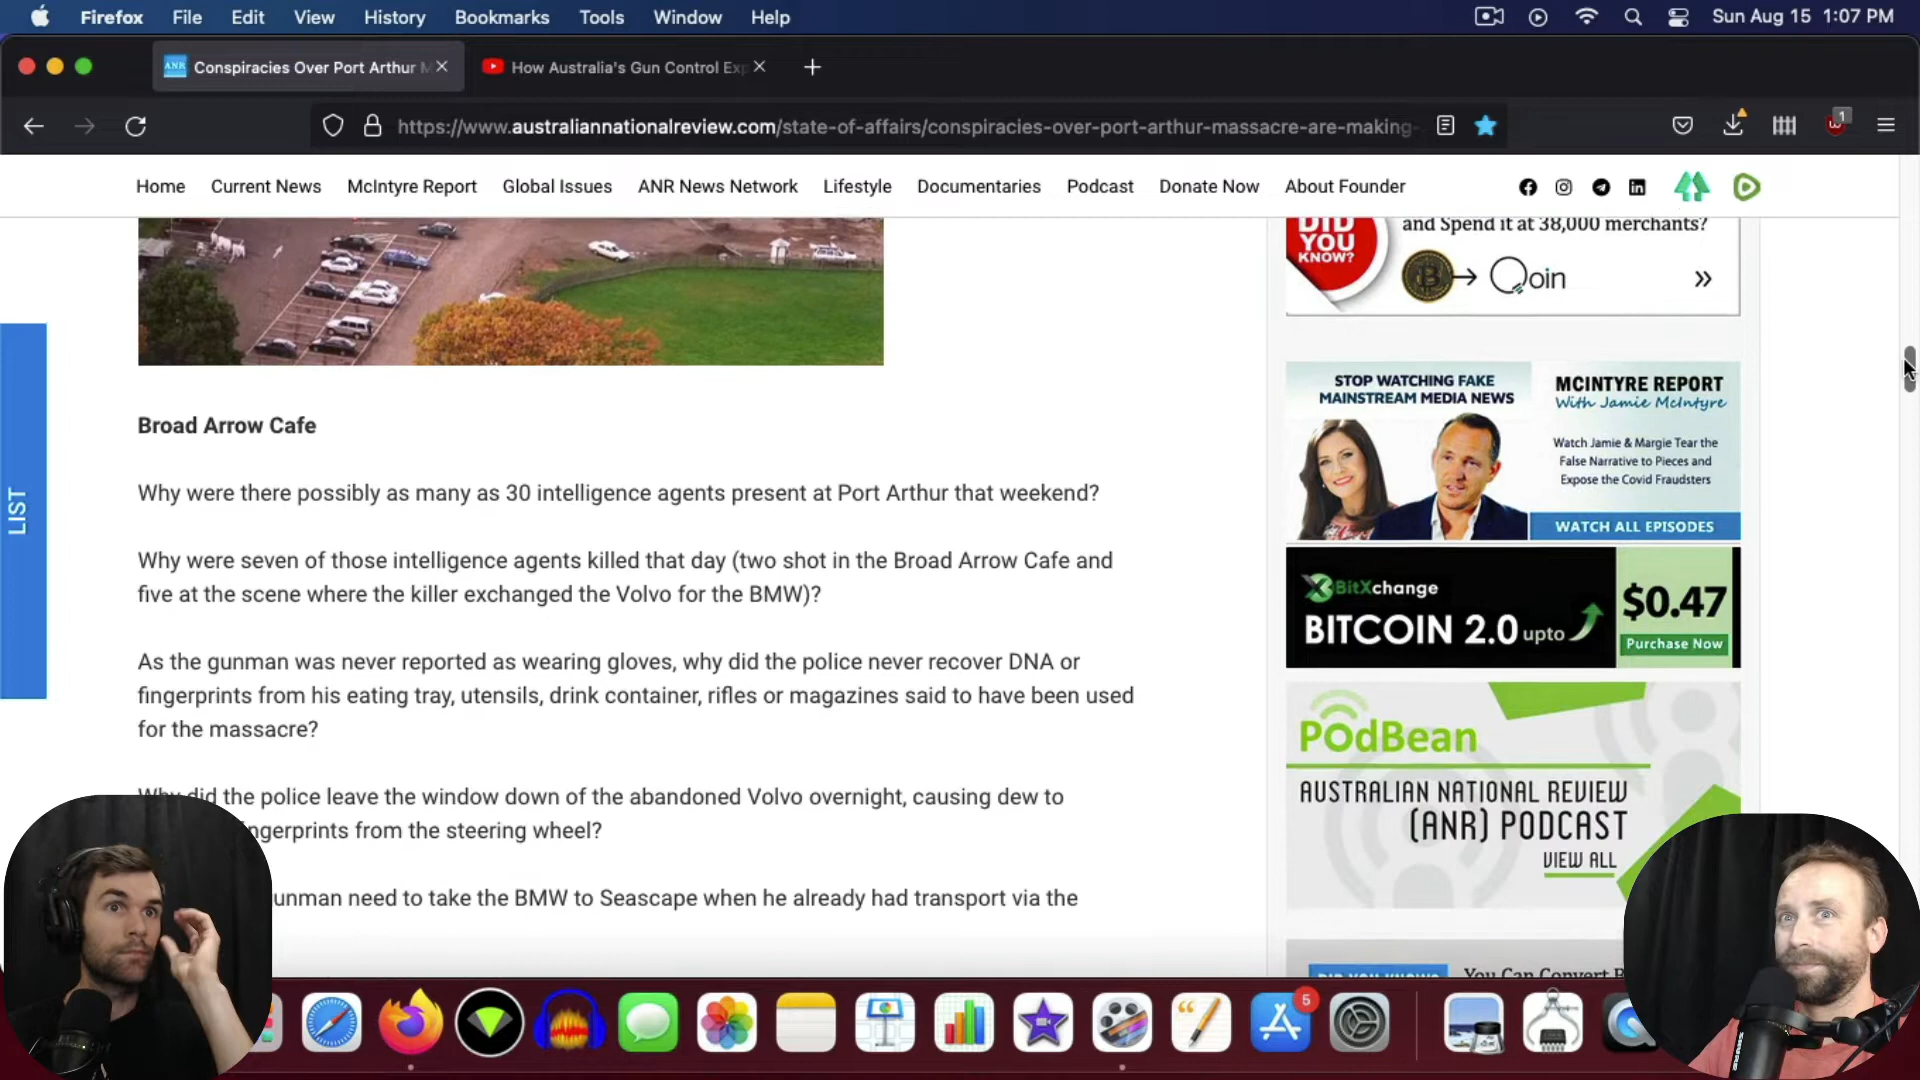 Firefox File Edit View History Bookmarks Tools Window Help Sun Aug 15 1:07 PM
ANR Conspiracies Over Port Arthur M
How Australia's Gun Control Exp
https://www.australiannationalreview.com/state-of-affairs/conspiracies-over-port-arthur-massacre-are-making-
1
Home Current News McIntyre Report Global Issues ANR News Network Lifestyle Documentaries Podcast Donate Now About Founder
LIST
Broad Arrow Cafe
Why were there possibly as many as 30 intelligence agents present at Port Arthur that weekend?
Why were seven of those intelligence agents killed that day (two shot in the Broad Arrow Cafe and
five at the scene where the killer exchanged the Volvo for the BMW)?
As the gunman was never reported as wearing gloves, why did the police never recover DNA or
fingerprints from his eating tray, utensils, drink container, rifles or magazines said to have been used
for the massacre?
Why did the police leave the window down of the abandoned Volvo overnight, causing dew to
ngerprints from the steering wheel?
unman need to take the BMW to Seascape when he already had transport via the
DID
YOU
KNOW?
and Spend it at 38,000 merchants?
Qoin
»
STOP WATCHING FAKE
MAINSTREAM MEDIA NEWS
MCINTYRE REPORT
With Jamie McIntyre
Watch Jamie & Margie Tear the
False Narrative to Pieces and
Expose the Covid Fraudsters
WATCH ALL EPISODES
BitXchange
BITCOIN 2.0 upto
$0.47
Purchase Now
PodBean
AUSTRALIAN NATIONAL REVIEW
(ANR) PODCAST
VIEW ALL
You Can Convert B
5